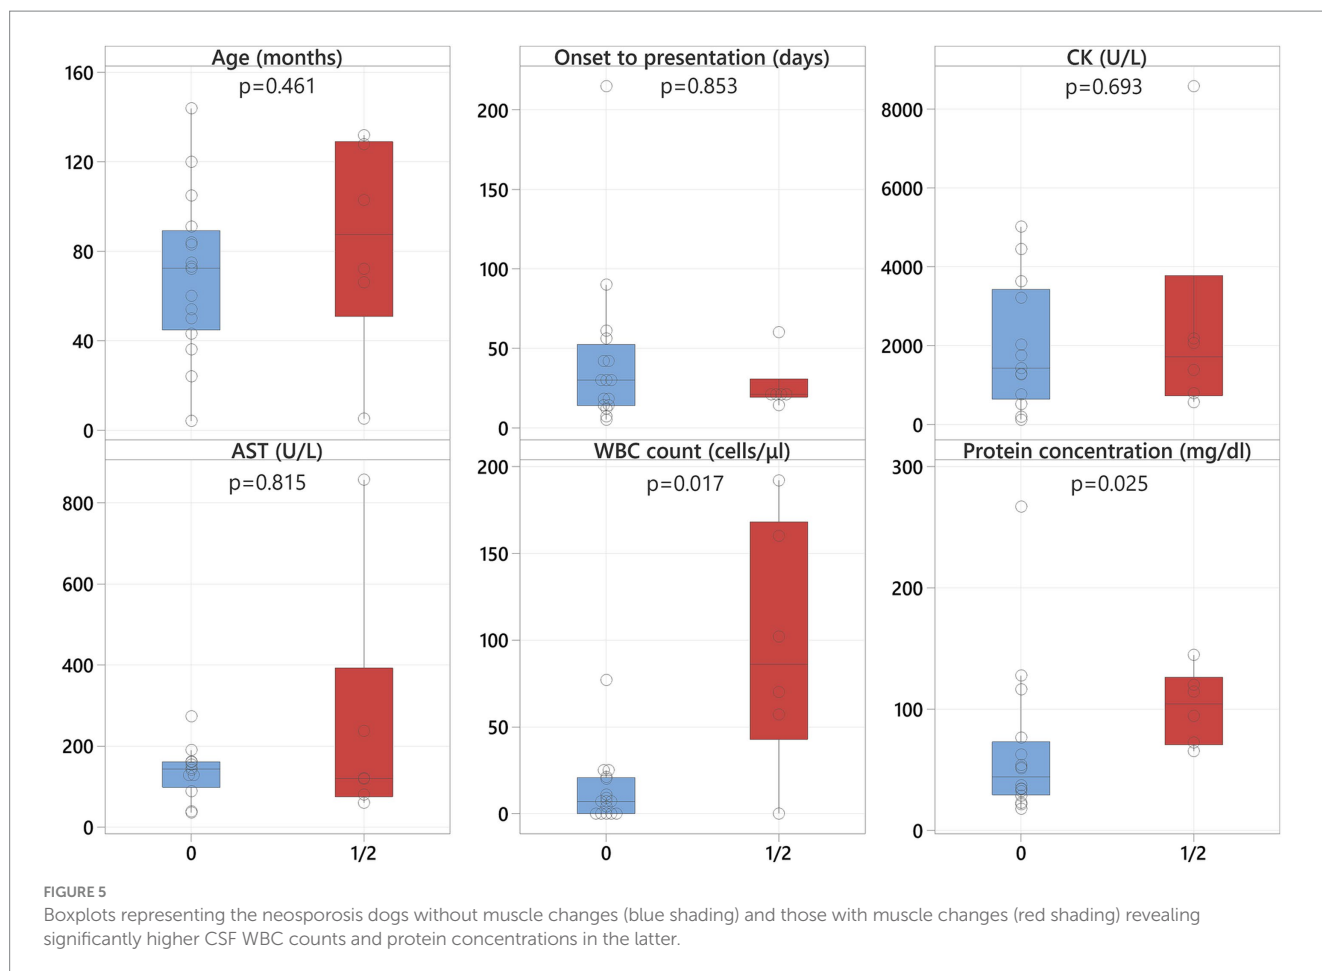 Age (months)
p=0.461
160
120
80
40
0
Onset to presentation (days)
p=0.853
200
150
100
50
0
CK (U/L)
p=0.693
8000
6000
4000
2000
0
AST (U/L)
p=0.815
800
600
400
200
0
0 1/2
WBC count (cells/μl)
p=0.017
200
150
100
50
0
0 1/2
Protein concentration (mg/dl)
p=0.025
300
200
100
0
0 1/2
FIGURE 5
Boxplots representing the neosporosis dogs without muscle changes (blue shading) and those with muscle changes (red shading) revealing
significantly higher CSF WBC counts and protein concentrations in the latter.